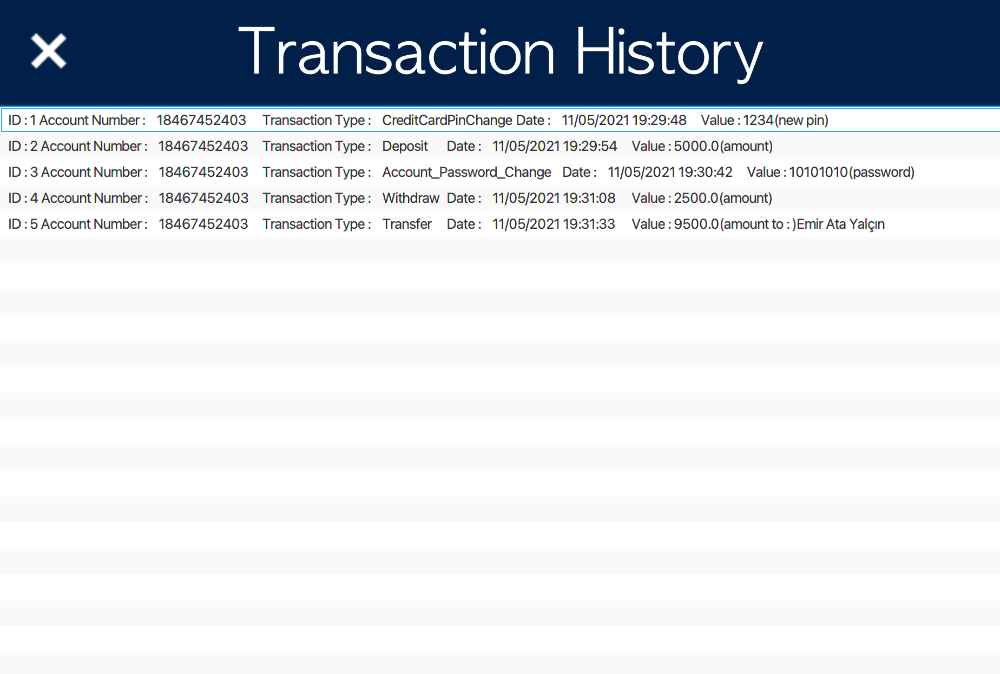 Transaction History
ID : 1 Account Number : 18467452403 Transaction Type : CreditCardPinChange Date : 11/05/2021 19:29:48 Value : 1234(new pin)
ID : 2 Account Number : 18467452403 Transaction Type : Deposit Date : 11/05/2021 19:29:54 Value : 5000.0(amount)
ID : 3 Account Number : 18467452403 Transaction Type : Account_Password_Change Date : 11/05/2021 19:30:42 Value : 10101010(password)
ID : 4 Account Number : 18467452403 Transaction Type : Withdraw Date : 11/05/2021 19:31:08 Value : 2500.0(amount)
ID : 5 Account Number : 18467452403 Transaction Type : Transfer Date : 11/05/2021 19:31:33 Value : 9500.0(amount to : )Emir Ata Yalçın